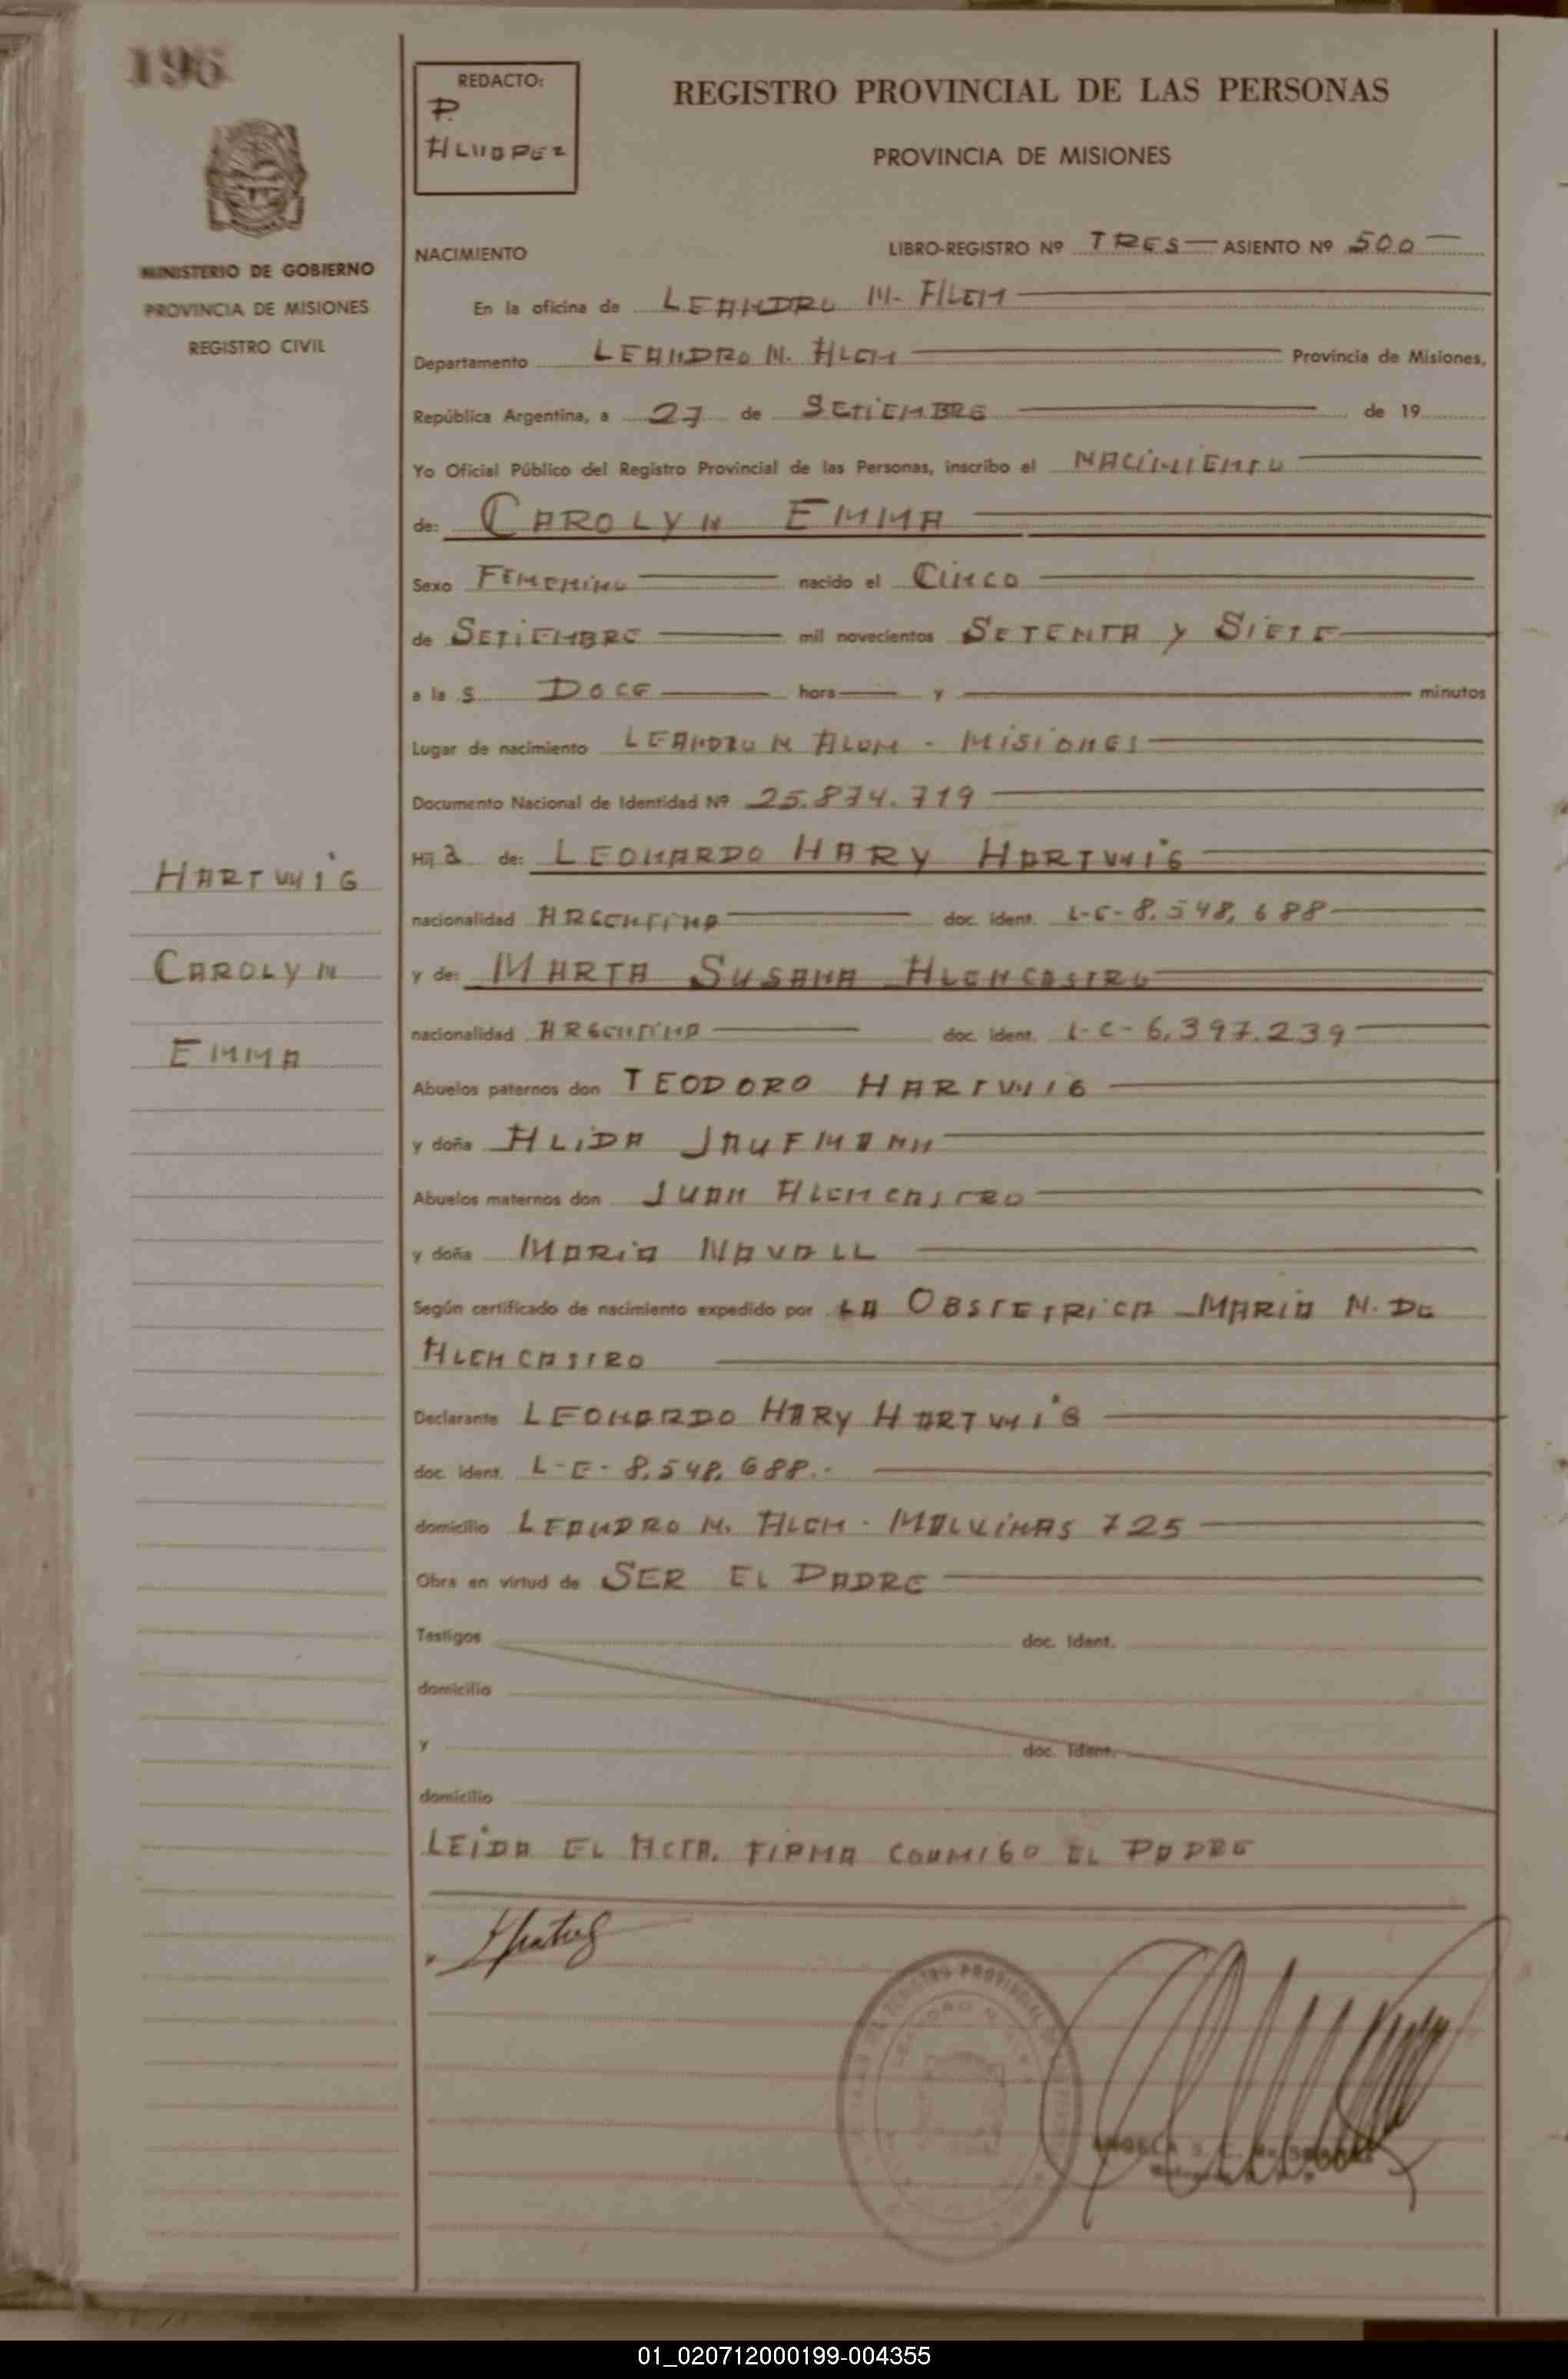 196
REDACTO:
P.
REGISTRO PROVINCIAL DE LAS PERSONAS
PROVINCIA DE MISIONES
MINISTERIO DE GOBIERNO
PROVINCIA DE MISIONES
REGISTRO CIVIL
NACIMIENTO LIBRO-REGISTRO Nº TRES ASIENTO Nº 500
En la oficina de LEANDRO N. ALEM
Departamento LEANDRO N. ALEM Provincia de Misiones,
República Argentina, a 27 de SETIEMBRE de 19
Yo Oficial Público del Registro Provincial de las Personas, inscribo el NACIMIENTO
de: CAROLYN EMMA
Sexo FEMENINO nacido el CINCO
de SETIEMBRE mil novecientos SETENTA Y SIETE
a la s DOCE hora y minutos
Lugar de nacimiento LEANDRO N ALEM - MISIONES
Documento Nacional de Identidad Nº 25.874.719
Hij a de: LEONARDO HARY HARTWIG
nacionalidad ARGENTINA doc. ident. L-E-8.548.688
y de: MARTA SUSANA ALENCASTRO
nacionalidad ARGENTINA doc. ident. L-C-6.397.239
Abuelos paternos don TEODORO HARTWIG
y doña ALIDA JAUFMANN
Abuelos maternos don JUAN ALENCASTRO
y doña MARIA NAVALL
Según certificado de nacimiento expedido por LA OBSTETRICA MARIA N. DE
ALENCASTRO
Declarante LEONARDO HARY HARTWIG
doc. ident. L-E-8.548.688.-
domicilio LEANDRO N. ALEM - MALVINAS 725
Obra en virtud de SER EL PADRE
Testigos doc. ident.
domicilio
y doc. ident.
domicilio
LEIDA EL ACTA. FIRMA CONMIGO EL PADRE
HARTWIG
CAROLYN
EMMA
01_020712000199-004355